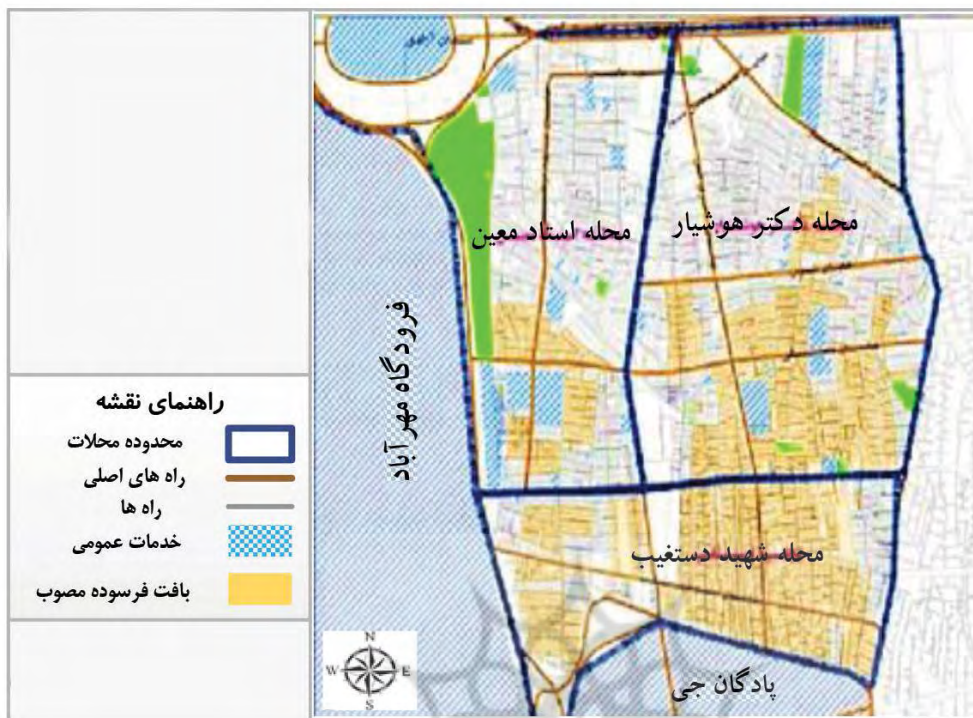 محله دکتر هوشیار
محله استاد معین
فرودگاه مهرآباد
راهنمای نقشه
محدوده محلات
راه های اصلی
راه ها
خدمات عمومی
بافت فرسوده مصوب
محله شهید دستغیب
پادگان جی
N
W E
S